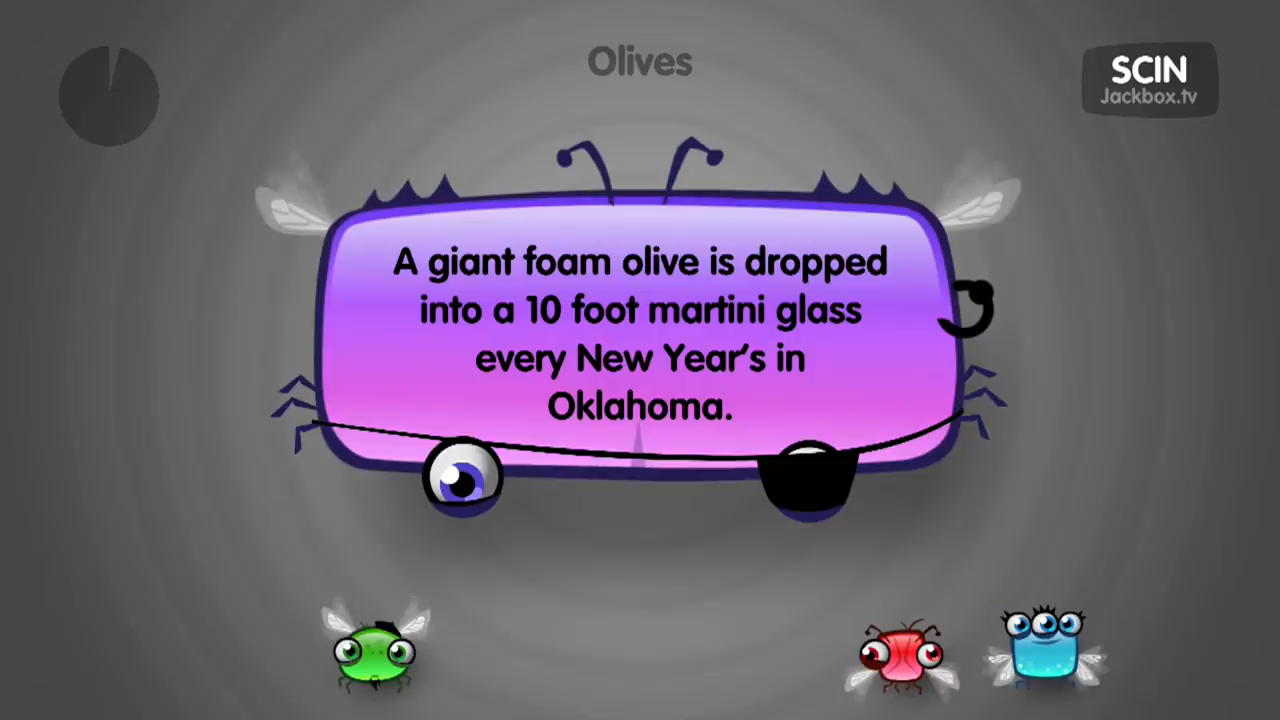 Olives
SCIN
Jackbox.tv
A giant foam olive is dropped
into a 10 foot martini glass
every New Year's in
Oklahoma.